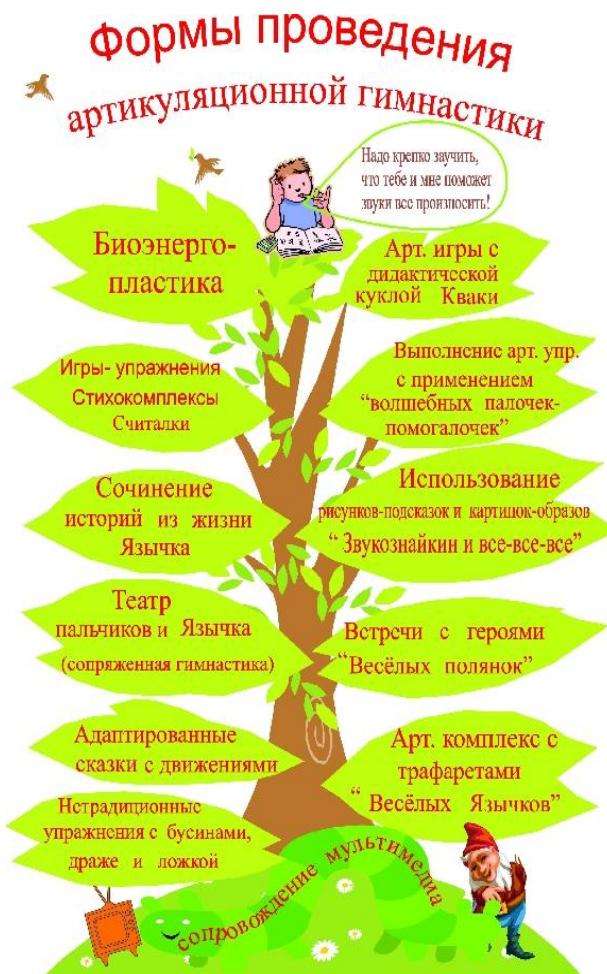 Формы проведения
артикуляционной гимнастики
Надо крепко заучить,
что тебе и мне поможет
звуки все произносить!
Биоэнерго-
пластика
Арт. игры с
дидактической
куклой Кваки
Игры- упражнения
Стихокомплексы
Считалки
Выполнение арт. упр.
с применением
“волшебных палочек-
помогалочек”
Сочинение
историй из жизни
Язычка
Использование
рисунков-подсказок и картинок-образов
“ Звукознайкин и все-все-все”
Театр
пальчиков и Язычка
(сопряженная гимнастика)
Встречи с героями
“Весёлых полянок”
Адаптированные
сказки с движениями
Арт. комплекс с
трафаретами
“ Весёлых Язычков”
Нетрадиционные
упражнения с бусинами,
драже и ложкой
сопровождение мультимедиа